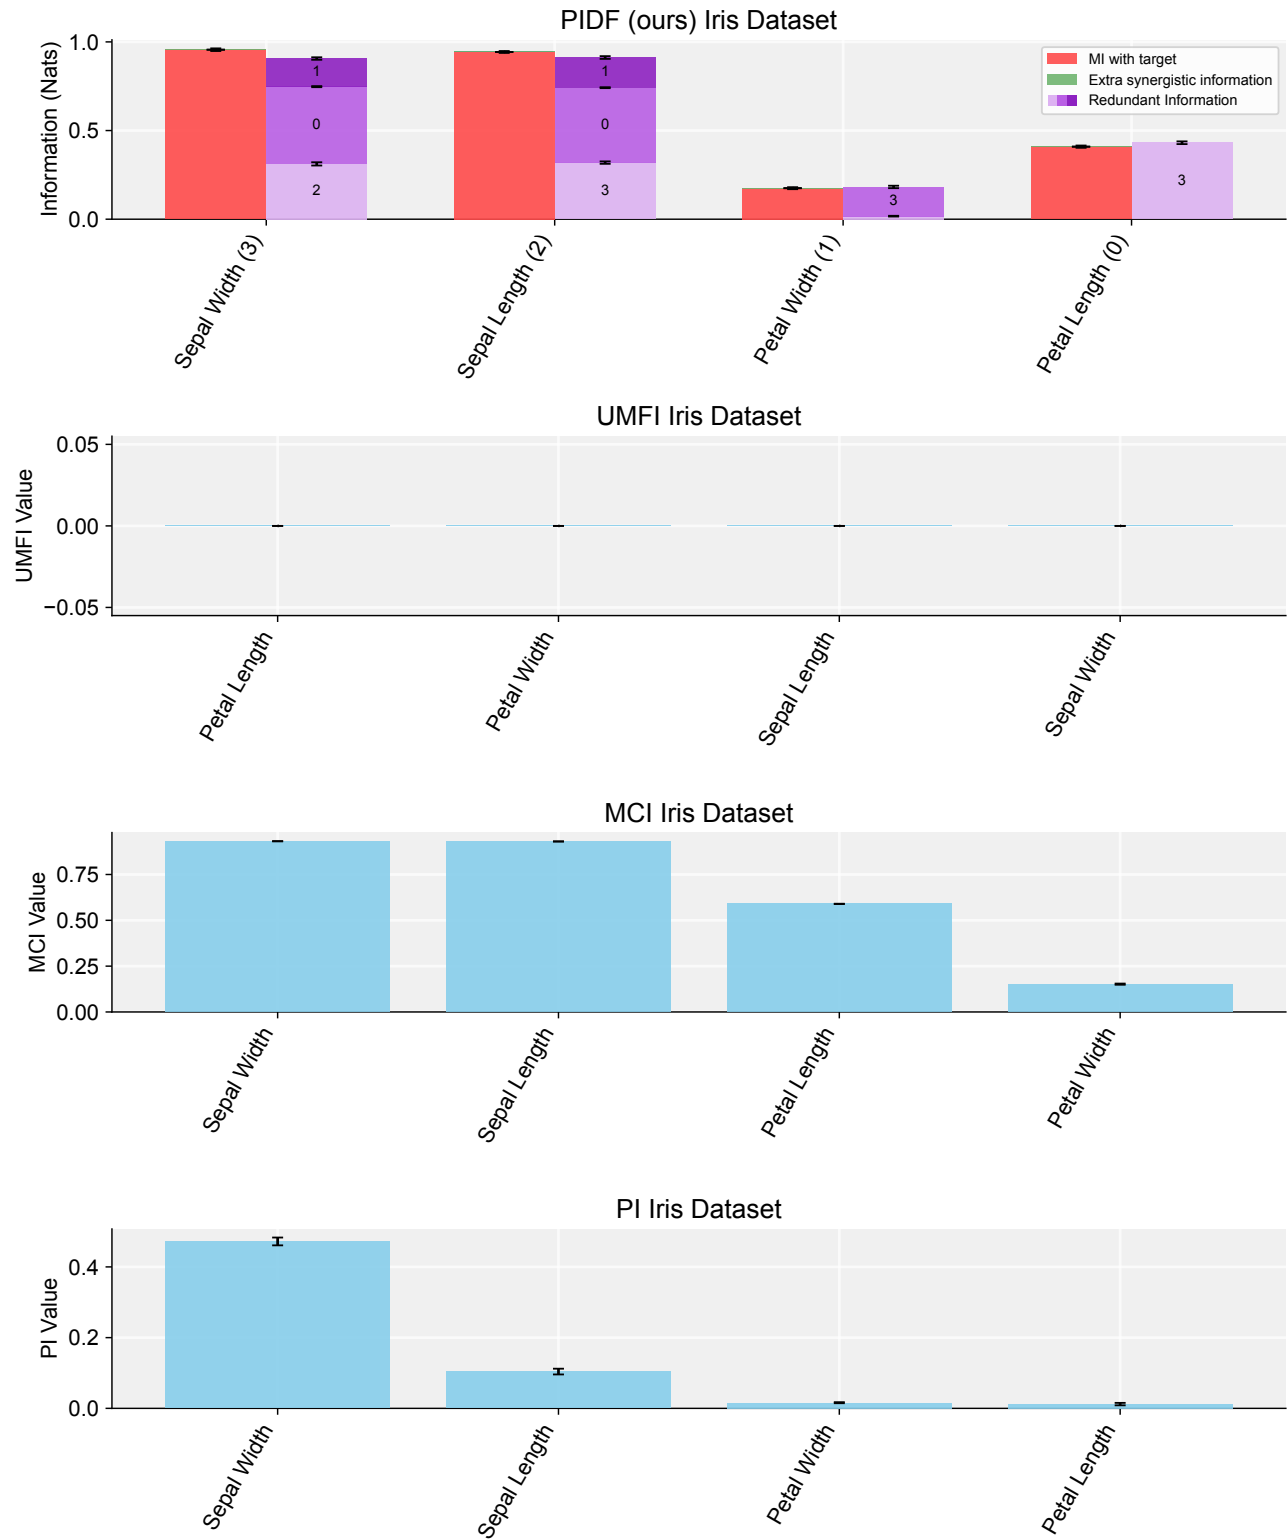 PIDF (ours) Iris Dataset
Information (Nats)
1.0
0.5
0.0
MI with target
Extra synergistic information
Redundant Information
1
0
2
1
0
3
3
3
Sepal Width (3)
Sepal Length (2)
Petal Width (1)
Petal Length (0)
UMFI Iris Dataset
UMFI Value
0.05
0.00
−0.05
Petal Length
Petal Width
Sepal Length
Sepal Width
MCI Iris Dataset
MCI Value
0.75
0.50
0.25
0.00
Sepal Width
Sepal Length
Petal Length
Petal Width
PI Iris Dataset
PI Value
0.4
0.2
0.0
Sepal Width
Sepal Length
Petal Width
Petal Length